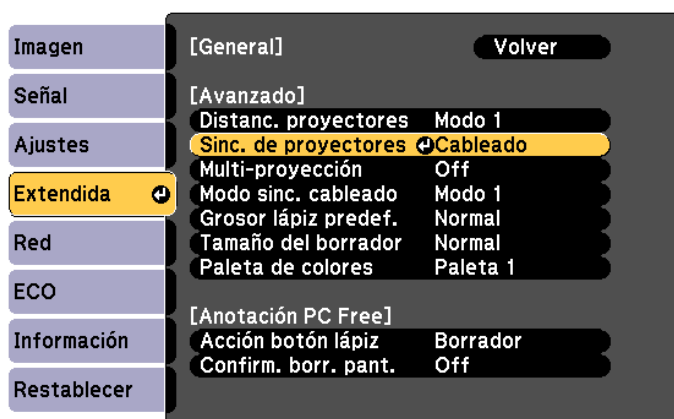 Imagen
Señal
Ajustes
Extendida
Red
ECO
Información
Restablecer
[General] Volver
[Avanzado]
Distanc. proyectores Modo 1
Sinc. de proyectores Cableado
Multi-proyección Off
Modo sinc. cableado Modo 1
Grosor lápiz predef. Normal
Tamaño del borrador Normal
Paleta de colores Paleta 1
[Anotación PC Free]
Acción botón lápiz Borrador
Confirm. borr. pant. Off